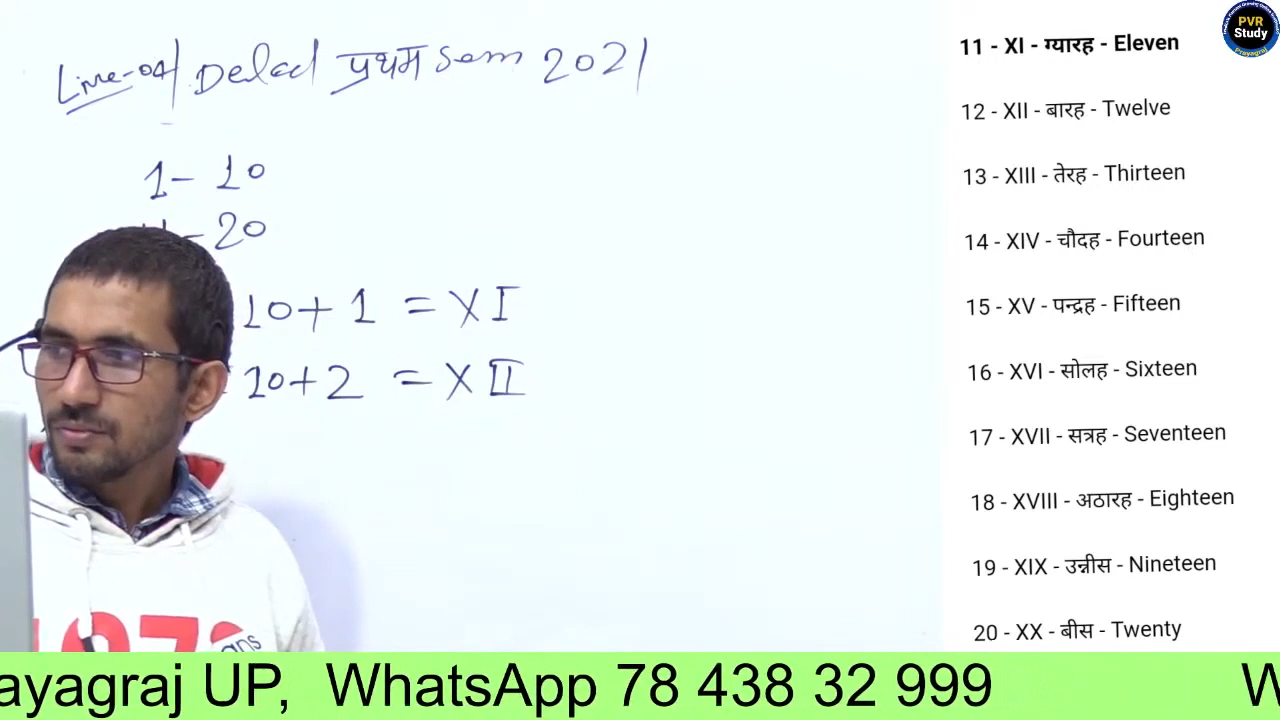 Live-04 Deled प्रथम Sem 2021
1- 10
-20
10+1 = XI
10+2 = XII
11 - XI - ग्यारह - Eleven
12 - XII - बारह - Twelve
13 - XIII - तेरह - Thirteen
14 - XIV - चौदह - Fourteen
15 - XV - पन्द्रह - Fifteen
16 - XVI - सोलह - Sixteen
17 - XVII - सत्रह - Seventeen
18 - XVIII - अठारह - Eighteen
19 - XIX - उन्नीस - Nineteen
20 - XX - बीस - Twenty
PVR
Study
Prayagraj
ayagraj UP, WhatsApp 78 438 32 999 W